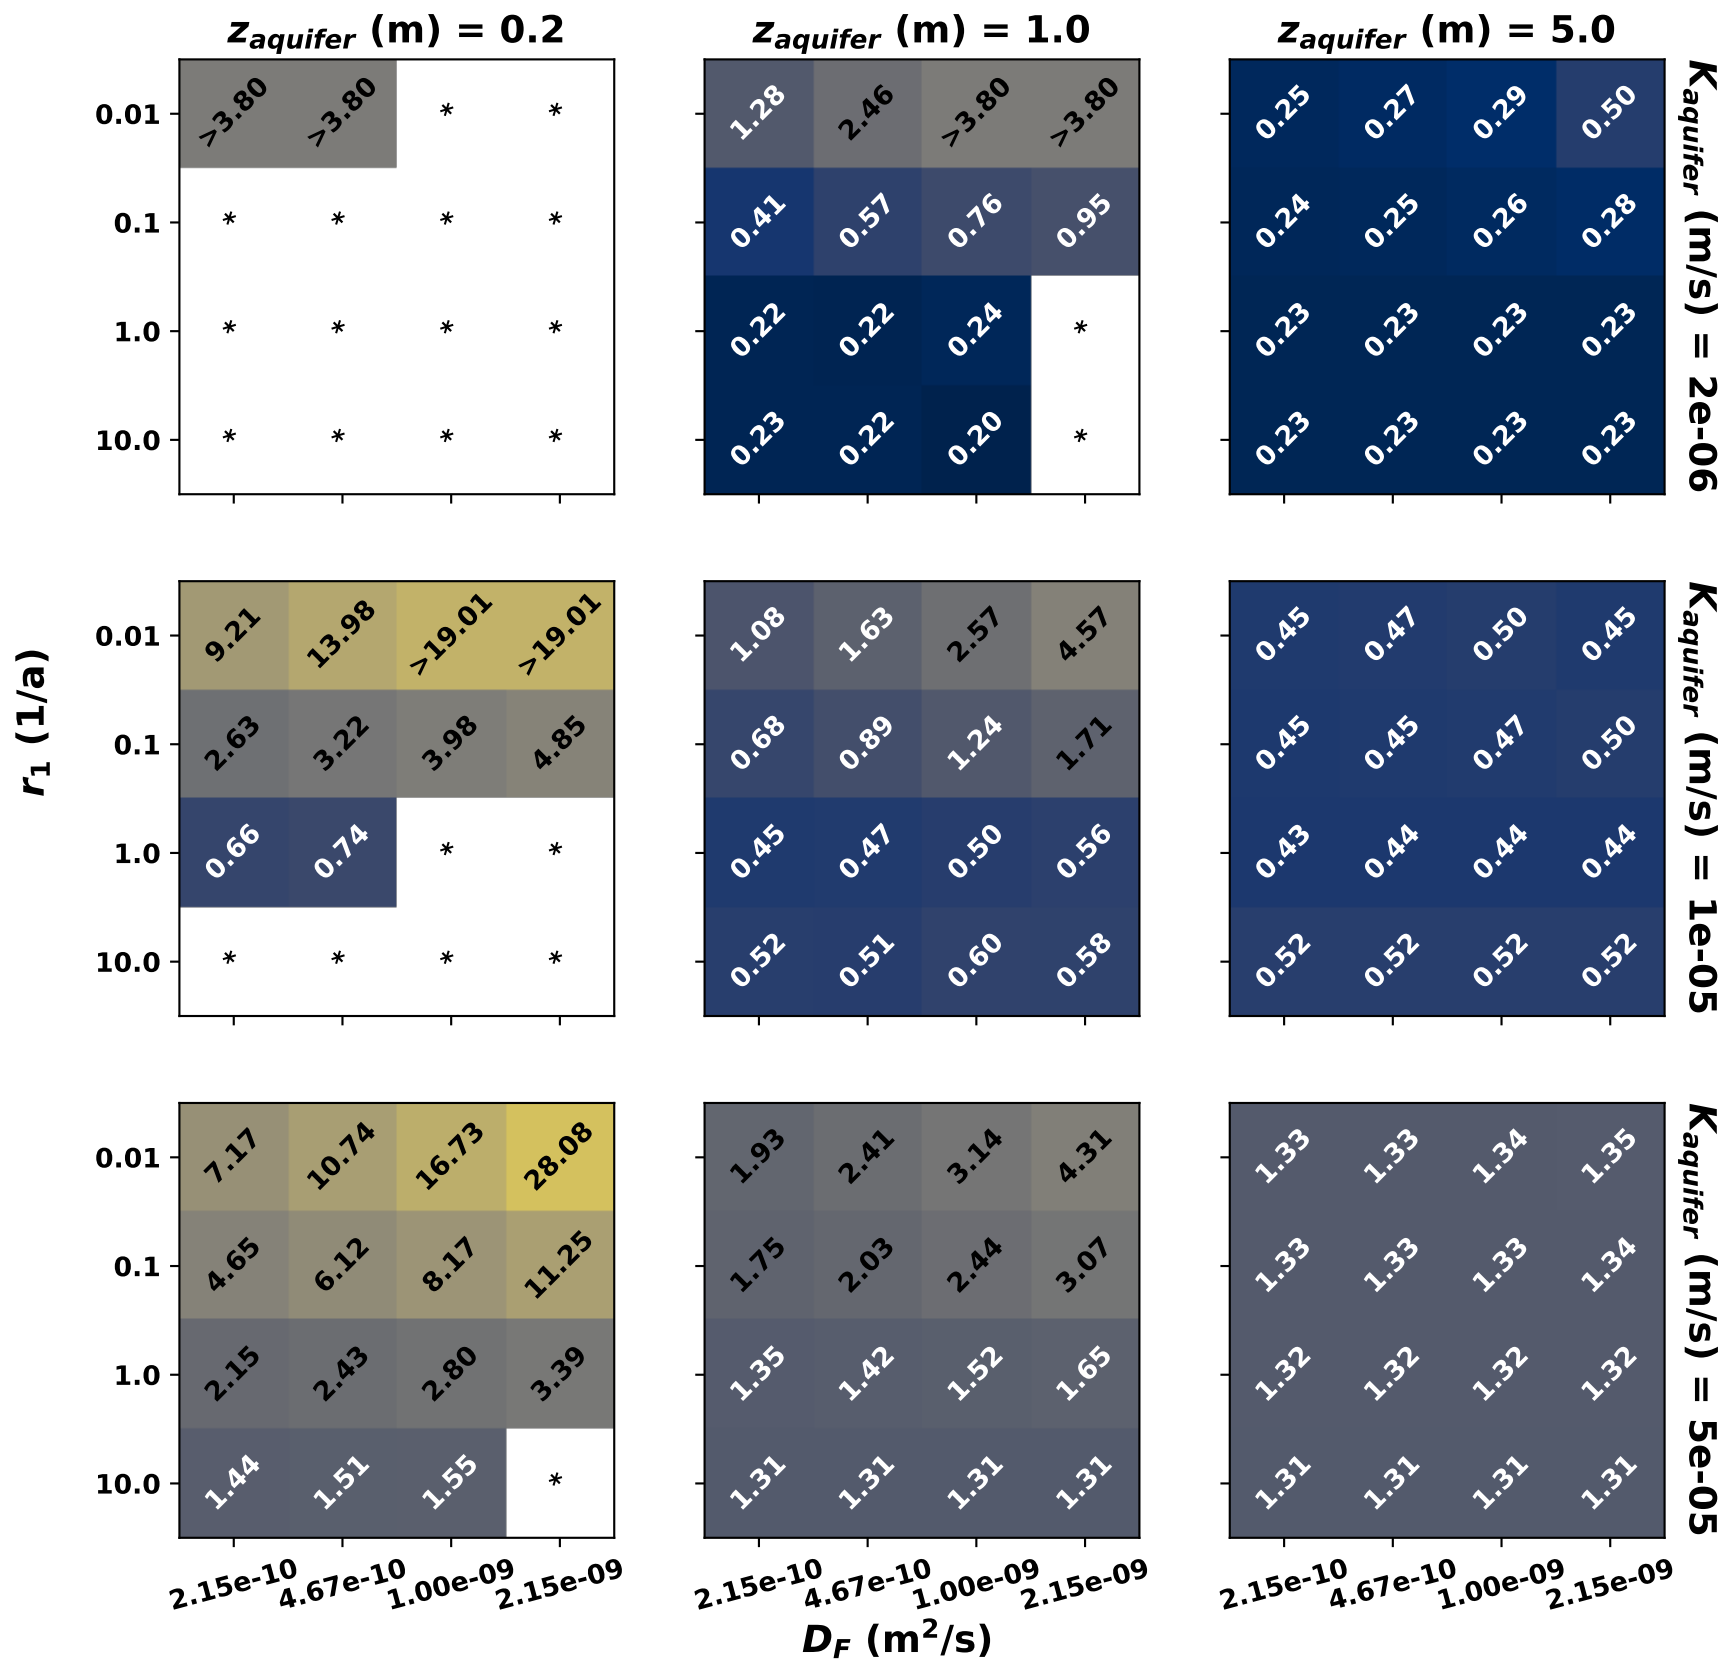 z_aquifer (m) = 0.2 z_aquifer (m) = 1.0 z_aquifer (m) = 5.0
0.01 >3.80 >3.80 * * 1.28 2.46 >3.80 >3.80 0.25 0.27 0.29 0.50
0.1 * * * * 0.41 0.57 0.76 0.95 0.24 0.25 0.26 0.28
1.0 * * * * 0.22 0.22 0.24 * 0.23 0.23 0.23 0.23
10.0 * * * * 0.23 0.22 0.20 * 0.23 0.23 0.23 0.23
K_aquifer (m/s) = 2e-06
r_1 (1/a)
0.01 9.21 13.98 >19.01 >19.01 1.08 1.63 2.57 4.57 0.45 0.47 0.50 0.45
0.1 2.63 3.22 3.98 4.85 0.68 0.89 1.24 1.71 0.45 0.45 0.47 0.50
1.0 0.66 0.74 * * 0.45 0.47 0.50 0.56 0.43 0.44 0.44 0.44
10.0 * * * * 0.52 0.51 0.60 0.58 0.52 0.52 0.52 0.52
K_aquifer (m/s) = 1e-05
0.01 7.17 10.74 16.73 28.08 1.93 2.41 3.14 4.31 1.33 1.33 1.34 1.35
0.1 4.65 6.12 8.17 11.25 1.75 2.03 2.44 3.07 1.33 1.33 1.33 1.34
1.0 2.15 2.43 2.80 3.39 1.35 1.42 1.52 1.65 1.32 1.32 1.32 1.32
10.0 1.44 1.51 1.55 * 1.31 1.31 1.31 1.31 1.31 1.31 1.31 1.31
K_aquifer (m/s) = 5e-05
2.15e-10 4.67e-10 1.00e-09 2.15e-09 2.15e-10 4.67e-10 1.00e-09 2.15e-09 2.15e-10 4.67e-10 1.00e-09 2.15e-09
D_F (m²/s)